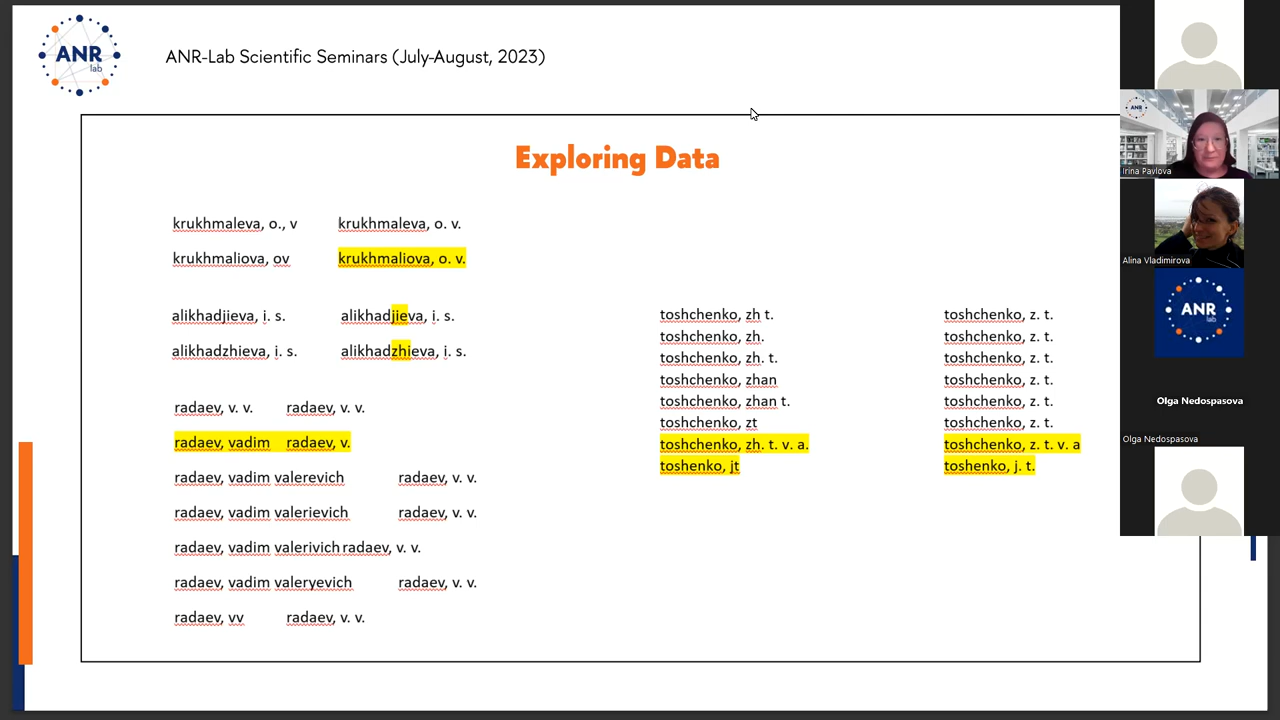 ANR
lab
ANR-Lab Scientific Seminars (July-August, 2023)
Exploring Data
krukhmaleva, o., v krukhmaleva, o. v.
krukhmaliova, ov krukhmaliova, o. v.
alikhadjieva, i. s. alikhadjieva, i. s.
alikhadzhieva, i. s. alikhadzhieva, i. s.
radaev, v. v. radaev, v. v.
radaev, vadim radaev, v.
radaev, vadim valerevich radaev, v. v.
radaev, vadim valerievich radaev, v. v.
radaev, vadim valerivich radaev, v. v.
radaev, vadim valeryevich radaev, v. v.
radaev, vv radaev, v. v.
toshchenko, zh t. toshchenko, z. t.
toshchenko, zh. toshchenko, z. t.
toshchenko, zh. t. toshchenko, z. t.
toshchenko, zhan toshchenko, z. t.
toshchenko, zhan t. toshchenko, z. t.
toshchenko, zt toshchenko, z. t.
toshchenko, zh. t. v. a. toshchenko, z. t. v. a
toshenko, jt toshenko, j. t.
ANR
Irina Pavlova
Alina Vladimirova
ANR
lab
Olga Nedospasova
Olga Nedospasova